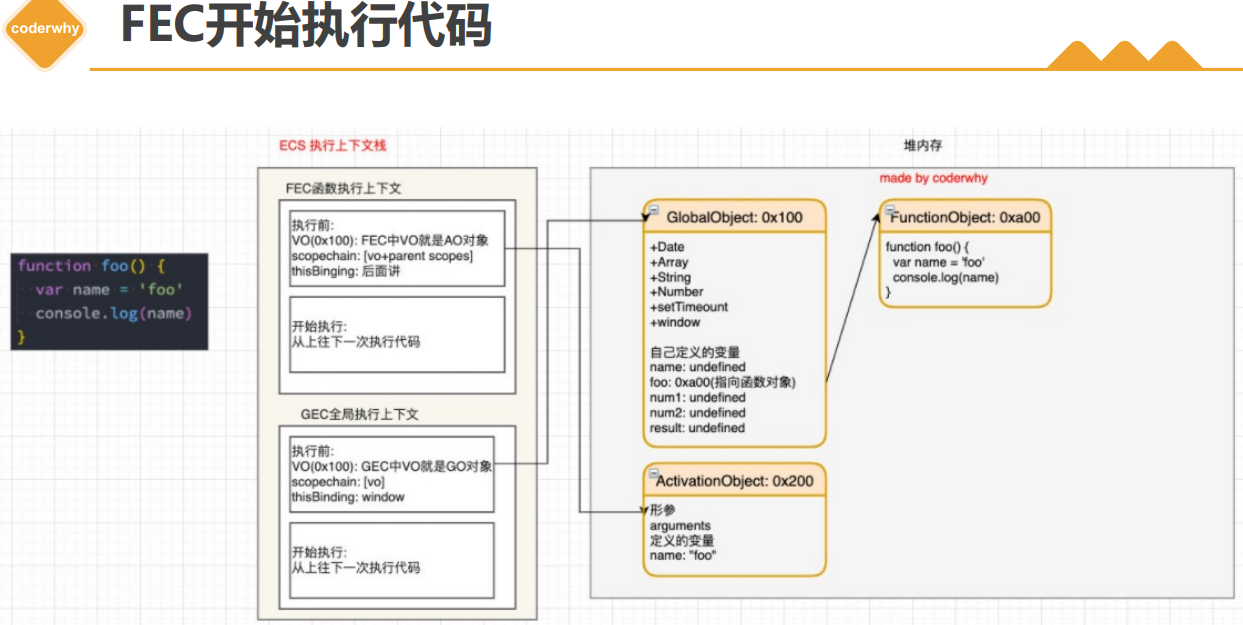 coderwhy
FEC开始执行代码
ECS 执行上下文栈
堆内存
made by coderwhy
function foo() {
var name = 'foo'
console.log(name)
}
FEC函数执行上下文
执行前:
VO(0x100): FEC中VO就是AO对象
scopechain: [vo+parent scopes]
thisBinging: 后面讲
开始执行:
从上往下一次执行代码
GEC全局执行上下文
执行前:
VO(0x100): GEC中VO就是GO对象
scopechain: [vo]
thisBinding: window
开始执行:
从上往下一次执行代码
GlobalObject: 0x100
+Date
+Array
+String
+Number
+setTimeount
+window
自己定义的变量
name: undefined
foo: 0xa00(指向函数对象)
num1: undefined
num2: undefined
result: undefined
ActivationObject: 0x200
形参
arguments
定义的变量
name: "foo"
FunctionObject: 0xa00
function foo() {
var name = 'foo'
console.log(name)
}